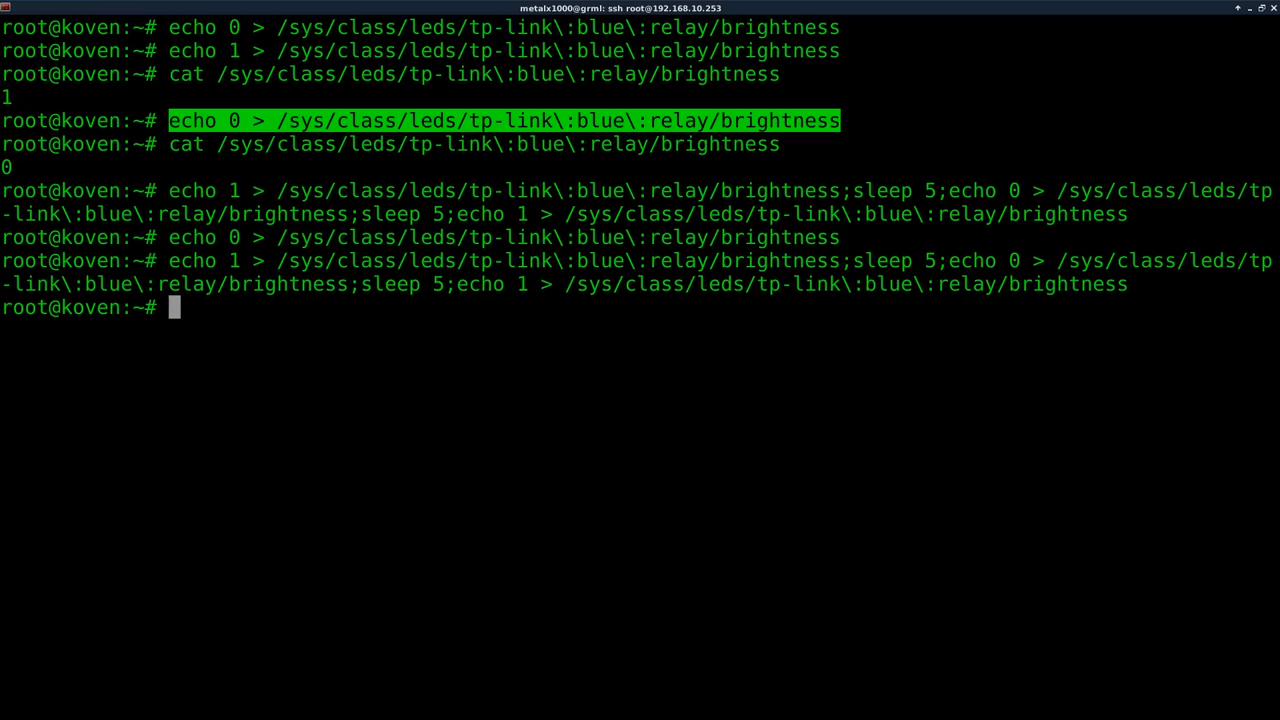 metalx1000@grml: ssh root@192.168.10.253
root@koven:~# echo 0 > /sys/class/leds/tp-link\:blue\:relay/brightness
root@koven:~# echo 1 > /sys/class/leds/tp-link\:blue\:relay/brightness
root@koven:~# cat /sys/class/leds/tp-link\:blue\:relay/brightness
1
root@koven:~# echo 0 > /sys/class/leds/tp-link\:blue\:relay/brightness
root@koven:~# cat /sys/class/leds/tp-link\:blue\:relay/brightness
0
root@koven:~# echo 1 > /sys/class/leds/tp-link\:blue\:relay/brightness;sleep 5;echo 0 > /sys/class/leds/tp
-link\:blue\:relay/brightness;sleep 5;echo 1 > /sys/class/leds/tp-link\:blue\:relay/brightness
root@koven:~# echo 0 > /sys/class/leds/tp-link\:blue\:relay/brightness
root@koven:~# echo 1 > /sys/class/leds/tp-link\:blue\:relay/brightness;sleep 5;echo 0 > /sys/class/leds/tp
-link\:blue\:relay/brightness;sleep 5;echo 1 > /sys/class/leds/tp-link\:blue\:relay/brightness
root@koven:~#